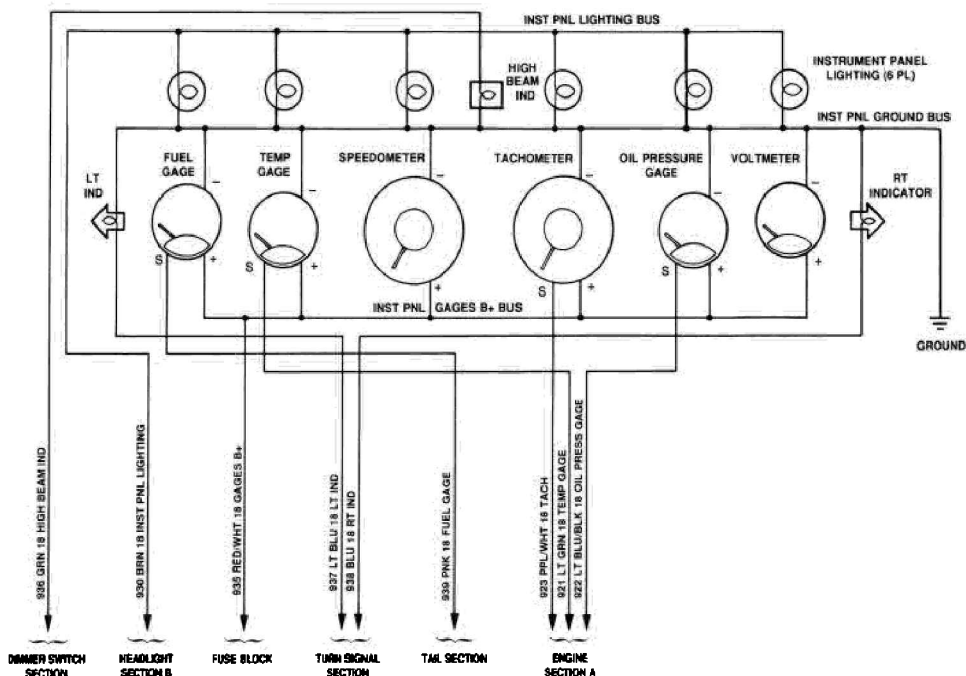 INST PNL LIGHTING BUS
HIGH
BEAM
IND
INSTRUMENT PANEL
LIGHTING (6 PL)
INST PNL GROUND BUS
FUEL
GAGE
TEMP
GAGE
SPEEDOMETER
TACHOMETER
OIL PRESSURE
GAGE
VOLTMETER
LT
IND
RT
INDICATOR
-
-
-
-
-
-
S
+
S
+
+
S
+
S
+
+
INST PNL GAGES B+ BUS
GROUND
936 GRN 18 HIGH BEAM IND
930 BRN 18 INST PNL LIGHTING
935 RED/WHT 18 GAGES B+
937 LT BLU 18 LT IND
938 BLU 18 RT IND
939 PNK 18 FUEL GAGE
923 PPL/WHT 18 TACH
921 LT GRN 18 TEMP GAGE
922 LT BLU/BLK 18 OIL PRESS GAGE
DIMMER SWITCH
SECTION
HEADLIGHT
SECTION B
FUSE BLOCK
TURN SIGNAL
SECTION
TAIL SECTION
ENGINE
SECTION A